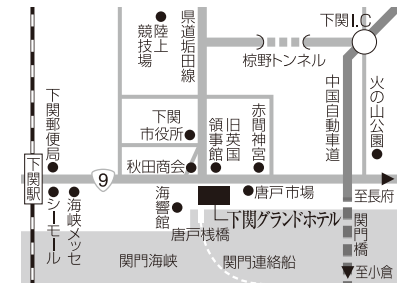 下関I.C
県道垢田線
陸上
競技場
椋野トンネル
中国自動車道
火の山公園
下関郵便局
下関
市役所
旧英国
領事館
赤間神宮
秋田商会
下関駅
9
シーモール
海峡メッセ
海響館
唐戸市場
至長府
下関グランドホテル
唐戸桟橋
関門橋
関門海峡
関門連絡船
至小倉